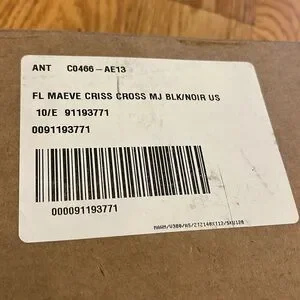 ANT C0466-AE13
FL MAEVE CRISS CROSS MJ BLK/NOIR US
10/E 91193771
0091193771
000091193771